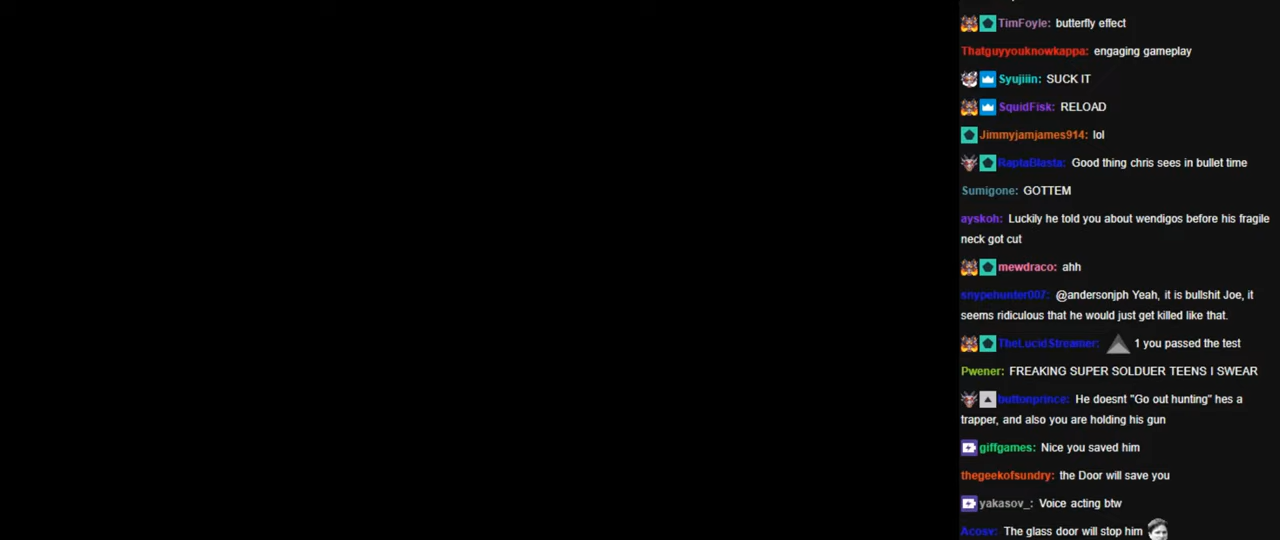 TimFoyle: butterfly effect
Thatguyyouknowkappa: engaging gameplay
Syujiiin: SUCK IT
SquidFisk: RELOAD
Jimmyjamjames914: lol
RaptaBlasta: Good thing chris sees in bullet time
Sumigone: GOTTEM
ayskoh: Luckily he told you about wendigos before his fragile
neck got cut
mewdraco: ahh
snypehunter007: @andersonjph Yeah, it is bullshit Joe, it
seems ridiculous that he would just get killed like that.
TheLucidStreamer: 1 you passed the test
Pwener: FREAKING SUPER SOLDUER TEENS I SWEAR
buttonprince: He doesnt "Go out hunting" hes a
trapper, and also you are holding his gun
giffgames: Nice you saved him
thegeekofsundry: the Door will save you
yakasov_: Voice acting btw
Acosv: The glass door will stop him